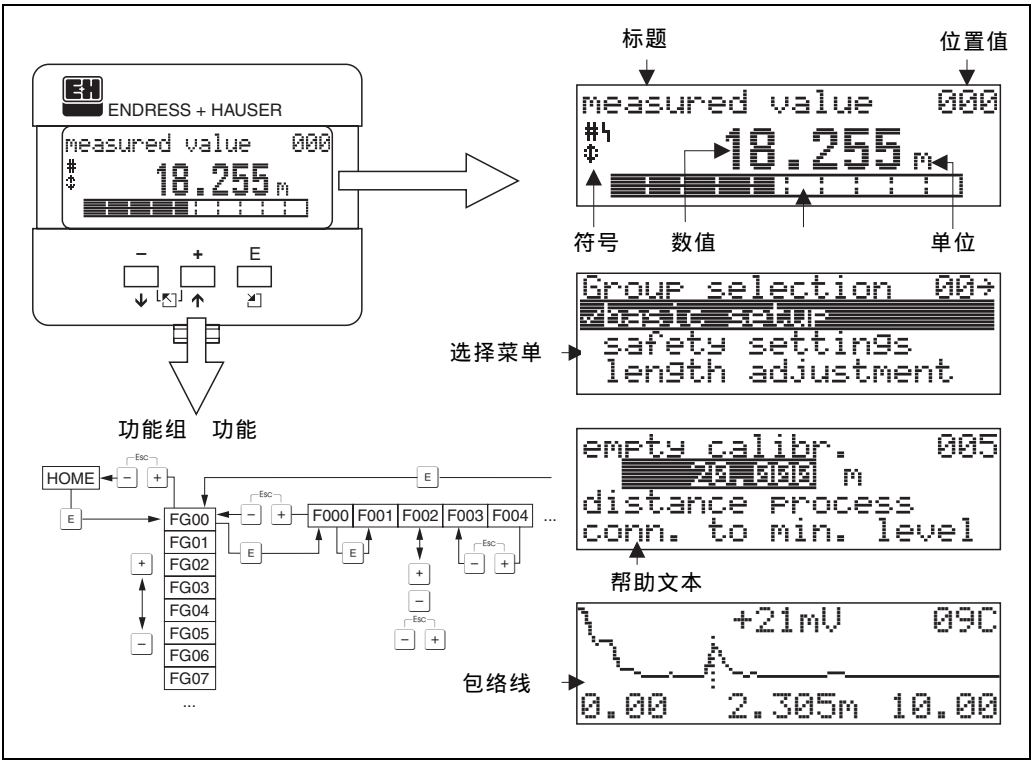 E+H
ENDRESS + HAUSER
measured value 000
#
18.255 m
− + E
标题 位置值
measured value 000
#
18.255 m
符号 数值 单位
选择菜单
Group selection 00→
basic setup
safety settings
length adjustment
empty calibr. 005
20.000 m
distance process
conn. to min. level
帮助文本
包络线
+21mV 09C
0.00 2.305m 10.00
功能组 功能
Esc
HOME − +
E
E
FG00
FG01
FG02
FG03
FG04
FG05
FG06
FG07
...
+
−
Esc
− +
E
F000 F001 F002 F003 F004 ...
E
+
−
Esc
− +
Esc
− +